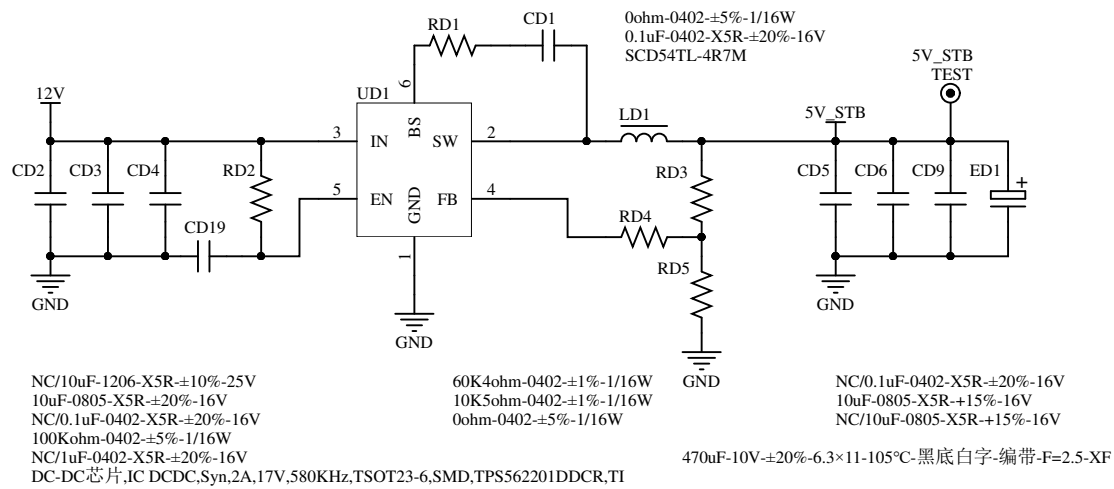 RD1
CD1
0ohm-0402-±5%-1/16W
0.1uF-0402-X5R-±20%-16V
SCD54TL-4R7M
5V_STB
TEST
12V
UD1
6
BS
LD1
5V_STB
3
IN
SW
2
CD2
CD3
CD4
RD2
5
EN
GND
FB
4
RD3
CD5
CD6
CD9
ED1
+
CD19
RD4
1
RD5
GND
GND
GND
GND
NC/10uF-1206-X5R-±10%-25V
10uF-0805-X5R-±20%-16V
NC/0.1uF-0402-X5R-±20%-16V
100Kohm-0402-±5%-1/16W
NC/1uF-0402-X5R-±20%-16V
DC-DC芯片,IC DCDC,Syn,2A,17V,580KHz,TSOT23-6,SMD,TPS562201DDCR,TI
60K4ohm-0402-±1%-1/16W
10K5ohm-0402-±1%-1/16W
0ohm-0402-±5%-1/16W
NC/0.1uF-0402-X5R-±20%-16V
10uF-0805-X5R-+15%-16V
NC/10uF-0805-X5R-+15%-16V
470uF-10V-±20%-6.3×11-105℃-黑底白字-编带-F=2.5-XF